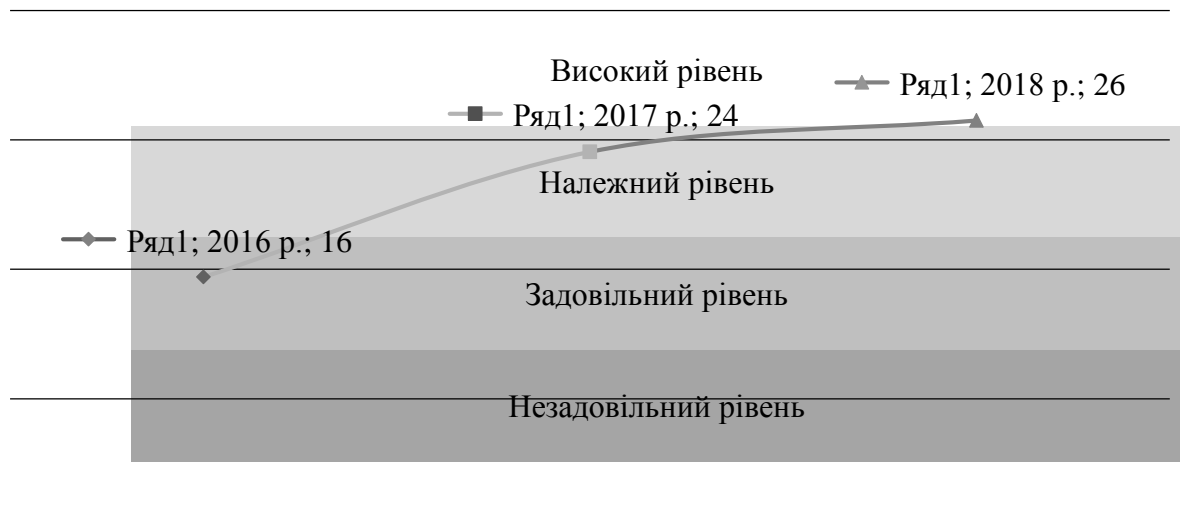 Високий рівень
Ряд1; 2018 р.; 26
Ряд1; 2017 р.; 24
Належний рівень
Ряд1; 2016 р.; 16
Задовільний рівень
Незадовільний рівень